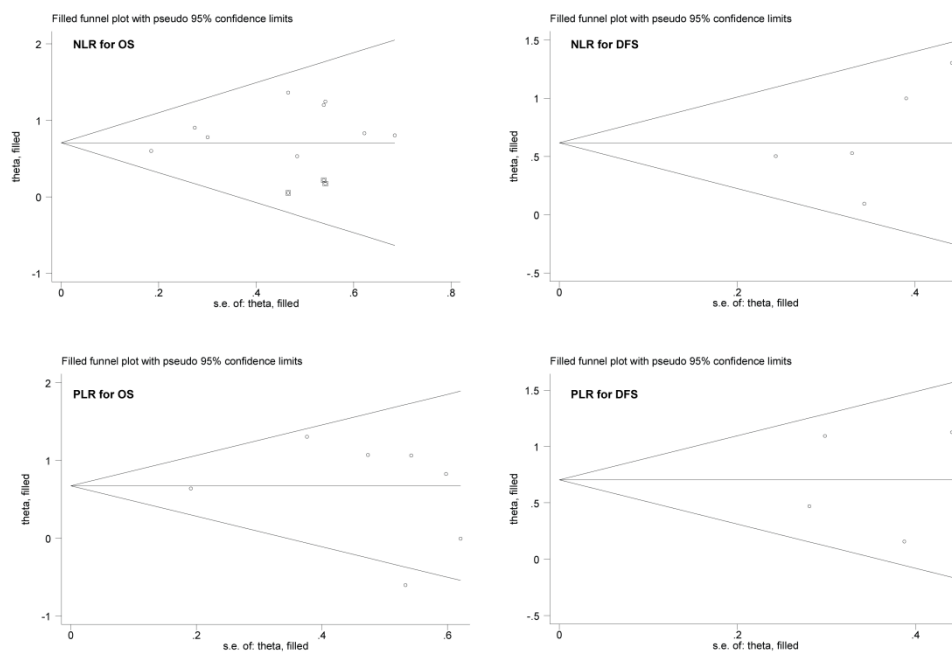 Filled funnel plot with pseudo 95% confidence limits
NLR for OS
2
1
0
-1
theta, filled
0 .2 .4 .6 .8
s.e. of: theta, filled
Filled funnel plot with pseudo 95% confidence limits
NLR for DFS
1.5
1
.5
0
-.5
theta, filled
0 .2 .4
s.e. of: theta, filled
Filled funnel plot with pseudo 95% confidence limits
PLR for OS
2
1
0
-1
theta, filled
0 .2 .4 .6
s.e. of: theta, filled
Filled funnel plot with pseudo 95% confidence limits
PLR for DFS
1.5
1
.5
0
-.5
theta, filled
0 .2 .4
s.e. of: theta, filled